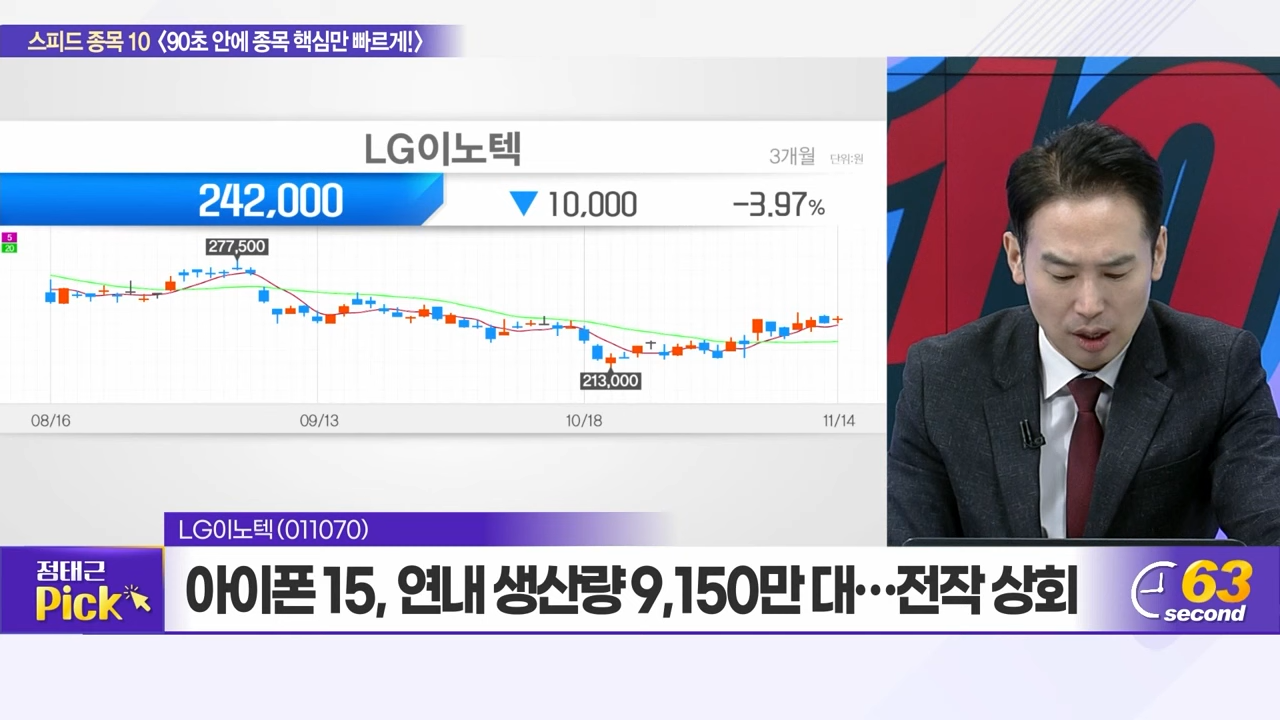 스피드 종목 10 〈90초 안에 종목 핵심만 빠르게!〉
LG이노텍
3개월 단위:원
242,000 ▼ 10,000 -3.97%
5
20
277,500
213,000
08/16 09/13 10/18 11/14
LG이노텍(011070)
정태근
Pick
아이폰 15, 연내 생산량 9,150만 대…전작 상회
63
second
10